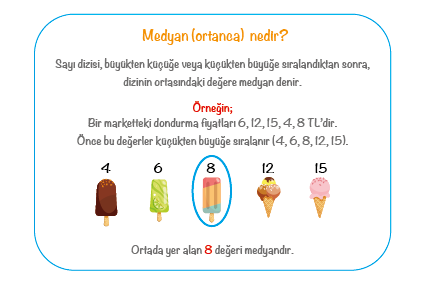 Medyan (ortanca) nedir?
Sayı dizisi, büyükten küçüğe veya küçükten büyüğe sıralandıktan sonra,
dizinin ortasındaki değere medyan denir.
Örneğin;
Bir marketteki dondurma fiyatları 6, 12, 15, 4, 8 TL'dir.
Önce bu değerler küçükten büyüğe sıralanır (4, 6, 8, 12, 15).
4 6 8 12 15
Ortada yer alan 8 değeri medyandır.